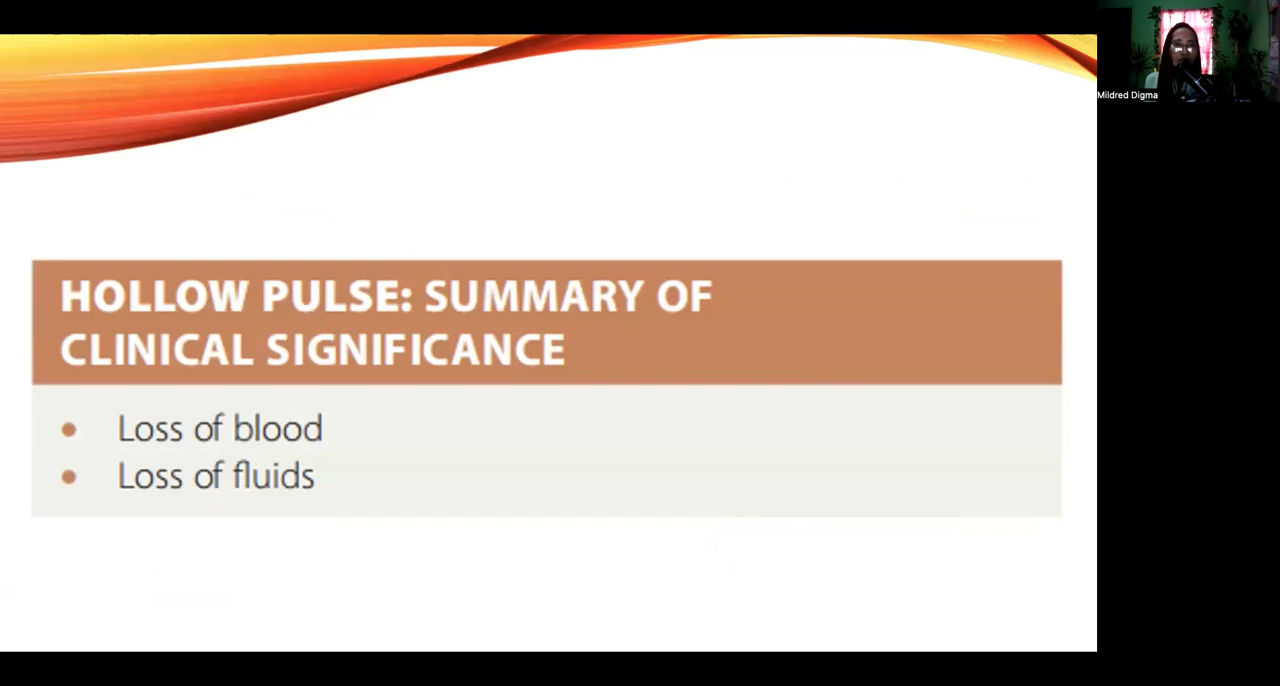 Mildred Digma
HOLLOW PULSE: SUMMARY OF
CLINICAL SIGNIFICANCE
• Loss of blood
• Loss of fluids